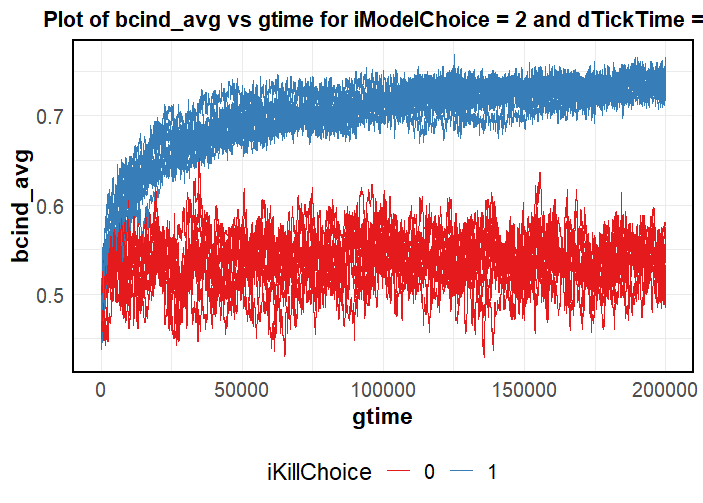 Plot of bcind_avg vs gtime for iModelChoice = 2 and dTickTime =
0.7
0.6
0.5
bcind_avg
0
50000
100000
150000
200000
gtime
iKillChoice 0 1